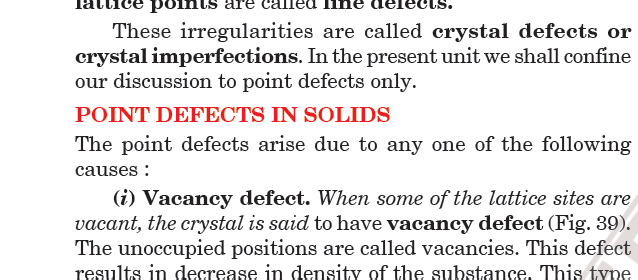 lattice points are called line defects.
These irregularities are called crystal defects or
crystal imperfections. In the present unit we shall confine
our discussion to point defects only.
POINT DEFECTS IN SOLIDS
The point defects arise due to any one of the following
causes :
(i) Vacancy defect. When some of the lattice sites are
vacant, the crystal is said to have vacancy defect (Fig. 39).
The unoccupied positions are called vacancies. This defect
results in decrease in density of the substance. This type